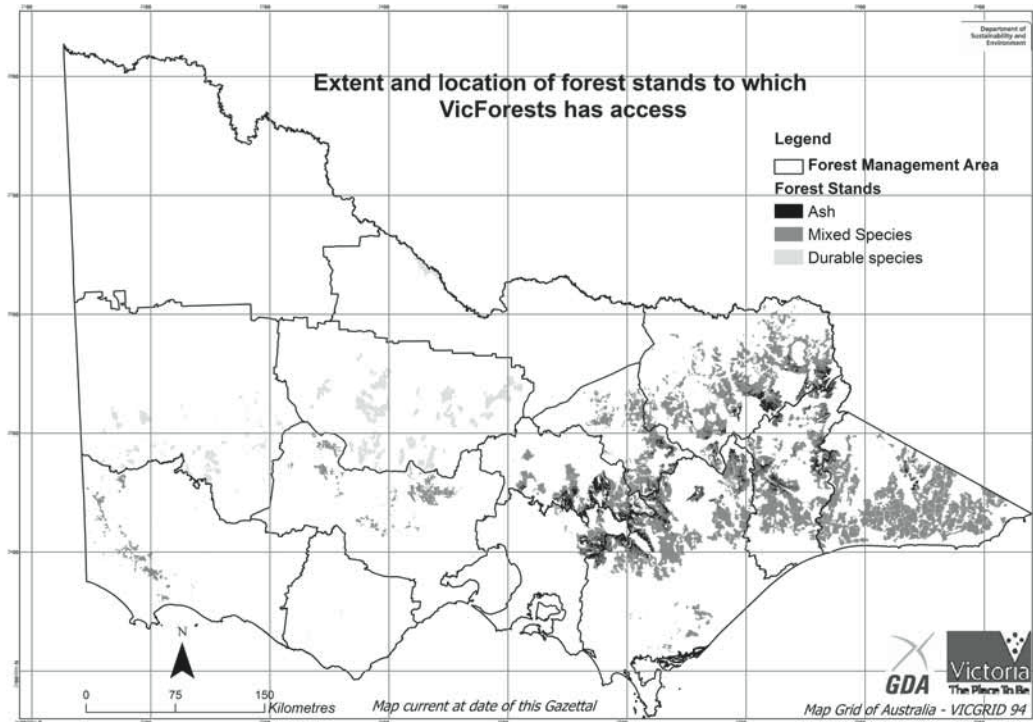 Department of
Sustainability and
Environment
Extent and location of forest stands to which
VicForests has access
Legend
Forest Management Area
Forest Stands
Ash
Mixed Species
Durable species
N
0 75 150
Kilometres
Map current at date of this Gazettal
GDA
Victoria
The Place To Be
Map Grid of Australia - VICGRID 94